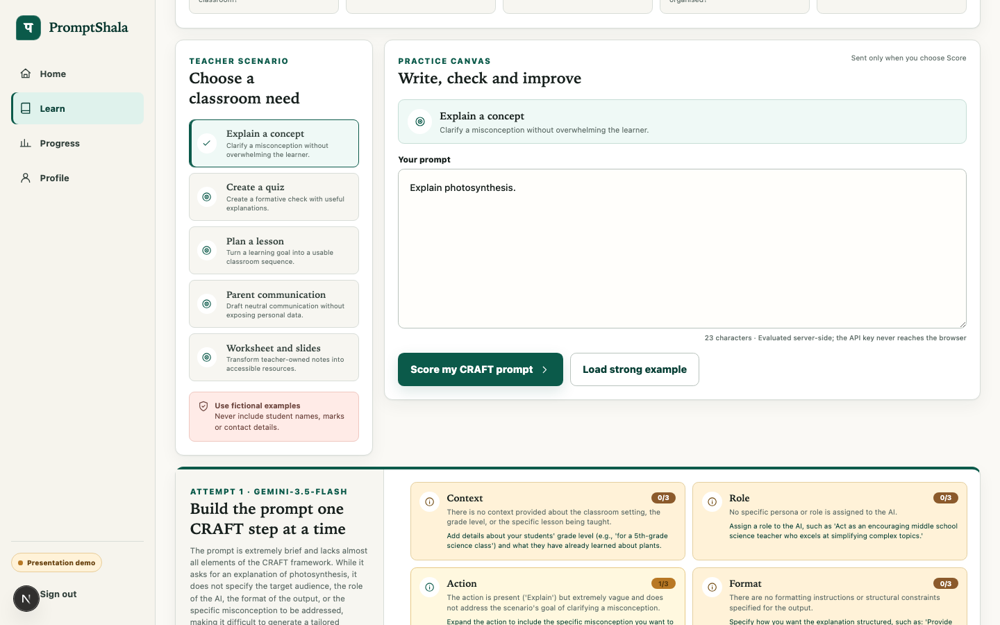 प PromptShala
Home
Learn
Progress
Profile
Presentation demo
N Sign out
classroom?
organised?
TEACHER SCENARIO
Choose a
classroom need
Explain a concept
Clarify a misconception without
overwhelming the learner.
Create a quiz
Create a formative check with useful
explanations.
Plan a lesson
Turn a learning goal into a usable
classroom sequence.
Parent communication
Draft neutral communication without
exposing personal data.
Worksheet and slides
Transform teacher-owned notes into
accessible resources.
Use fictional examples
Never include student names, marks
or contact details.
PRACTICE CANVAS
Sent only when you choose Score
Write, check and improve
Explain a concept
Clarify a misconception without overwhelming the learner.
Your prompt
Explain photosynthesis.
23 characters · Evaluated server-side; the API key never reaches the browser
Score my CRAFT prompt
Load strong example
ATTEMPT 1 · GEMINI-3.5-FLASH
Build the prompt one
CRAFT step at a time
The prompt is extremely brief and lacks almost
all elements of the CRAFT framework. While it
asks for an explanation of photosynthesis, it
does not specify the target audience, the role
of the AI, the format of the output, or the
specific misconception to be addressed,
making it difficult to generate a tailored
Context 0/3
There is no context provided about the classroom setting, the
grade level, or the specific lesson being taught.
Add details about your students' grade level (e.g., 'for a 5th-grade
science class') and what they have already learned about plants.
Role 0/3
No specific persona or role is assigned to the AI.
Assign a role to the AI, such as 'Act as an encouraging middle school
science teacher who excels at simplifying complex topics.'
Action 1/3
The action is present ('Explain') but extremely vague and does
not address the scenario's goal of clarifying a misconception.
Expand the action to include the specific misconception you want to
Format 0/3
There are no formatting instructions or structural constraints
specified for the output.
Specify how you want the explanation structured, such as: 'Provide